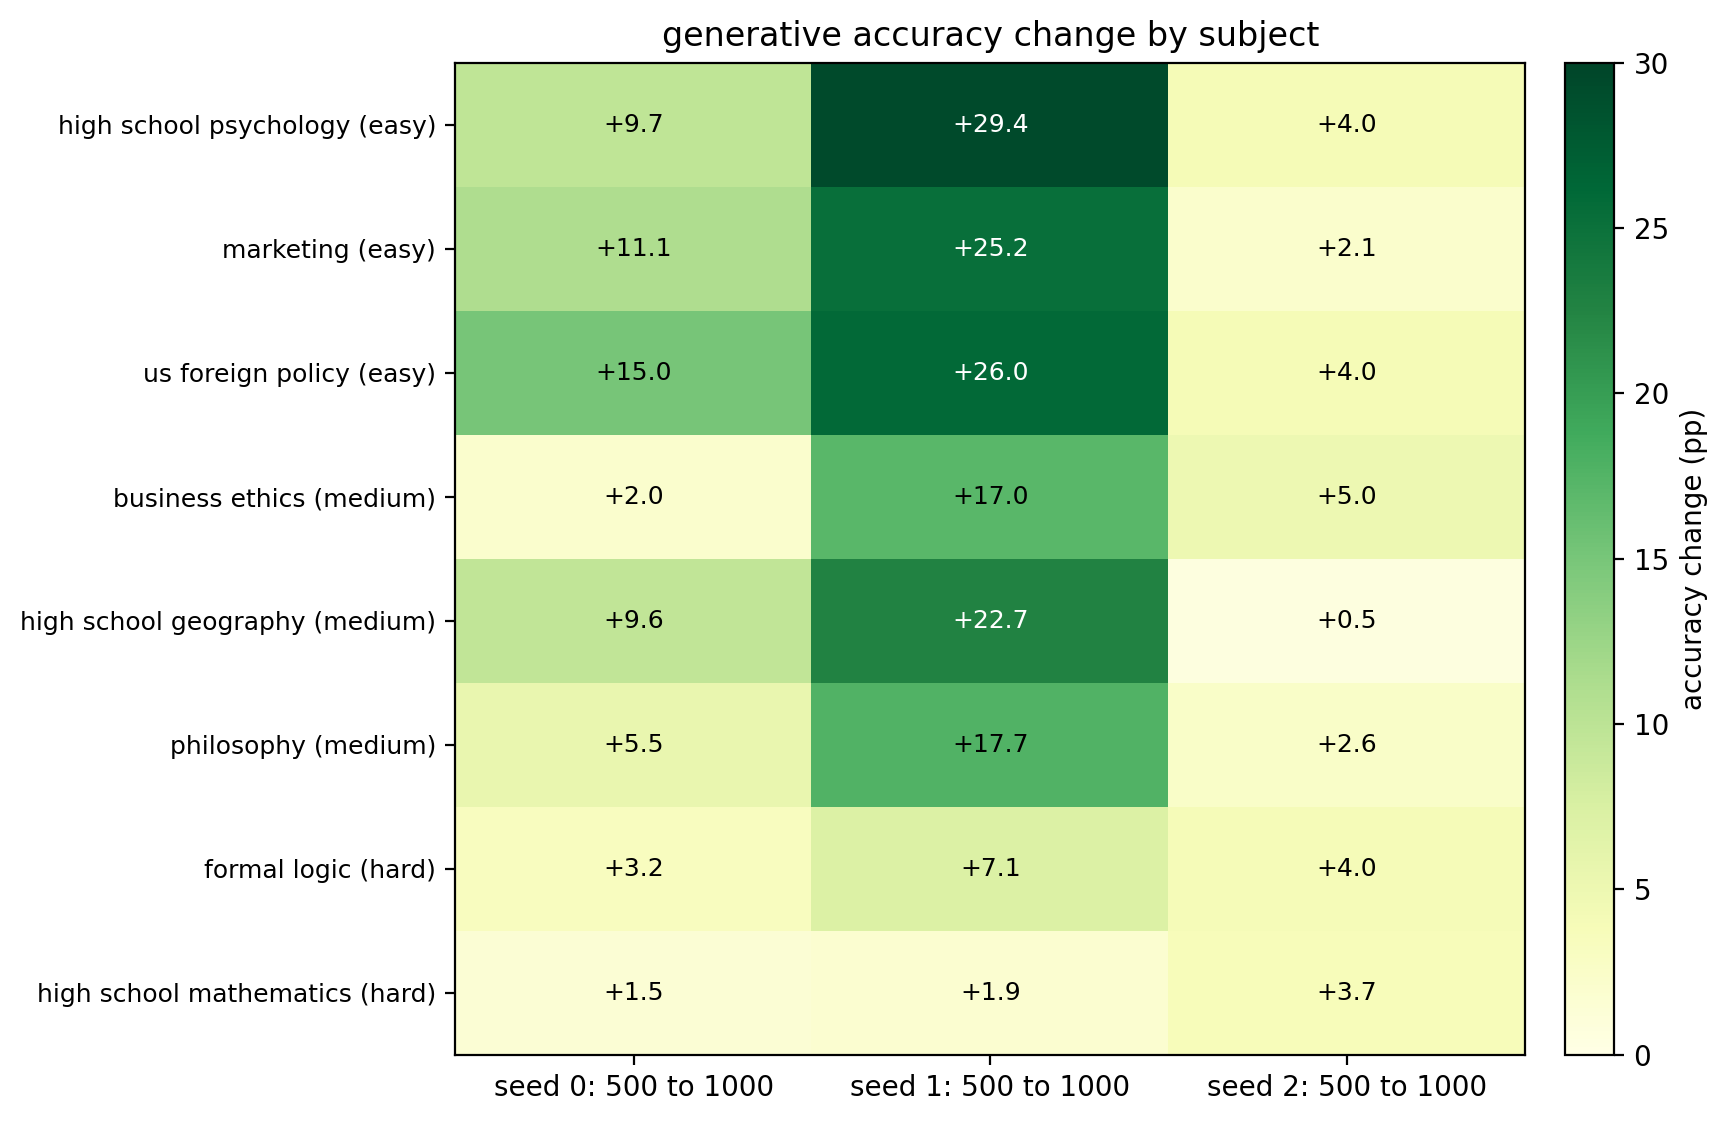 generative accuracy change by subject
high school psychology (easy) +9.7 +29.4 +4.0
marketing (easy) +11.1 +25.2 +2.1
us foreign policy (easy) +15.0 +26.0 +4.0
business ethics (medium) +2.0 +17.0 +5.0
high school geography (medium) +9.6 +22.7 +0.5
philosophy (medium) +5.5 +17.7 +2.6
formal logic (hard) +3.2 +7.1 +4.0
high school mathematics (hard) +1.5 +1.9 +3.7
seed 0: 500 to 1000 seed 1: 500 to 1000 seed 2: 500 to 1000
30
25
20
15
10
5
0
accuracy change (pp)